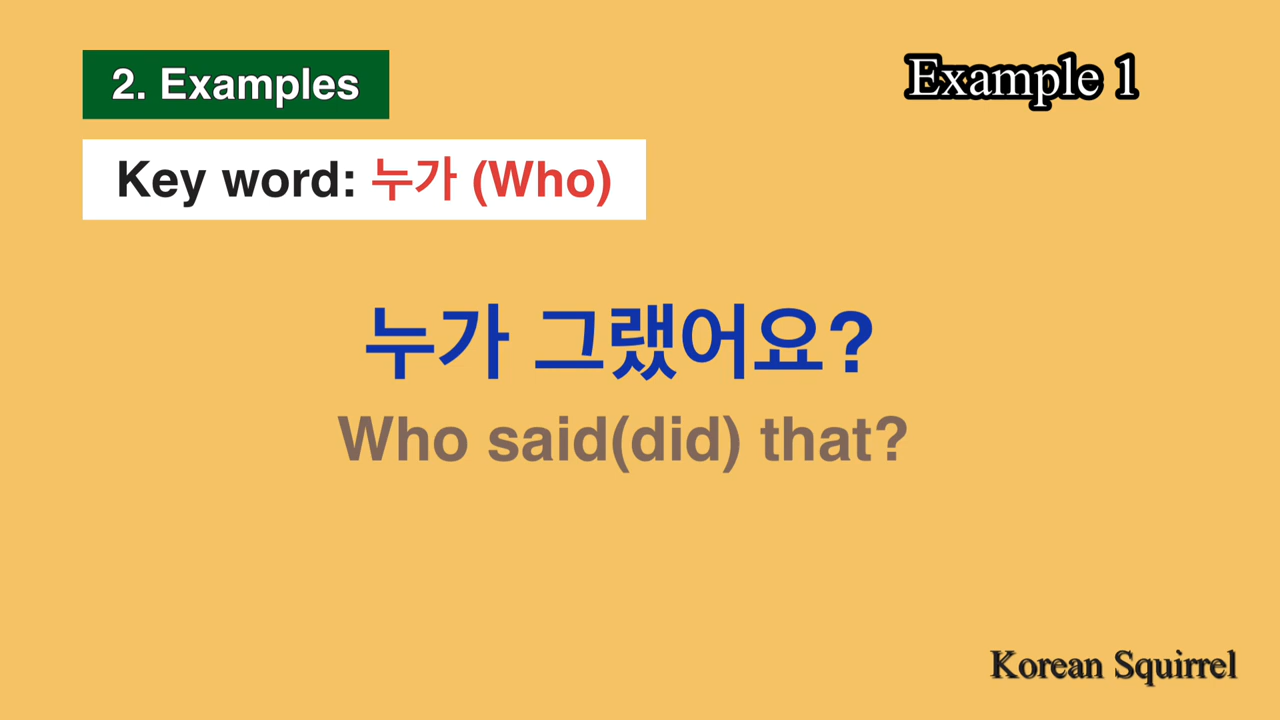 2. Examples
Example 1
Key word: 누가 (Who)
누가 그랬어요?
Who said(did) that?
Korean Squirrel